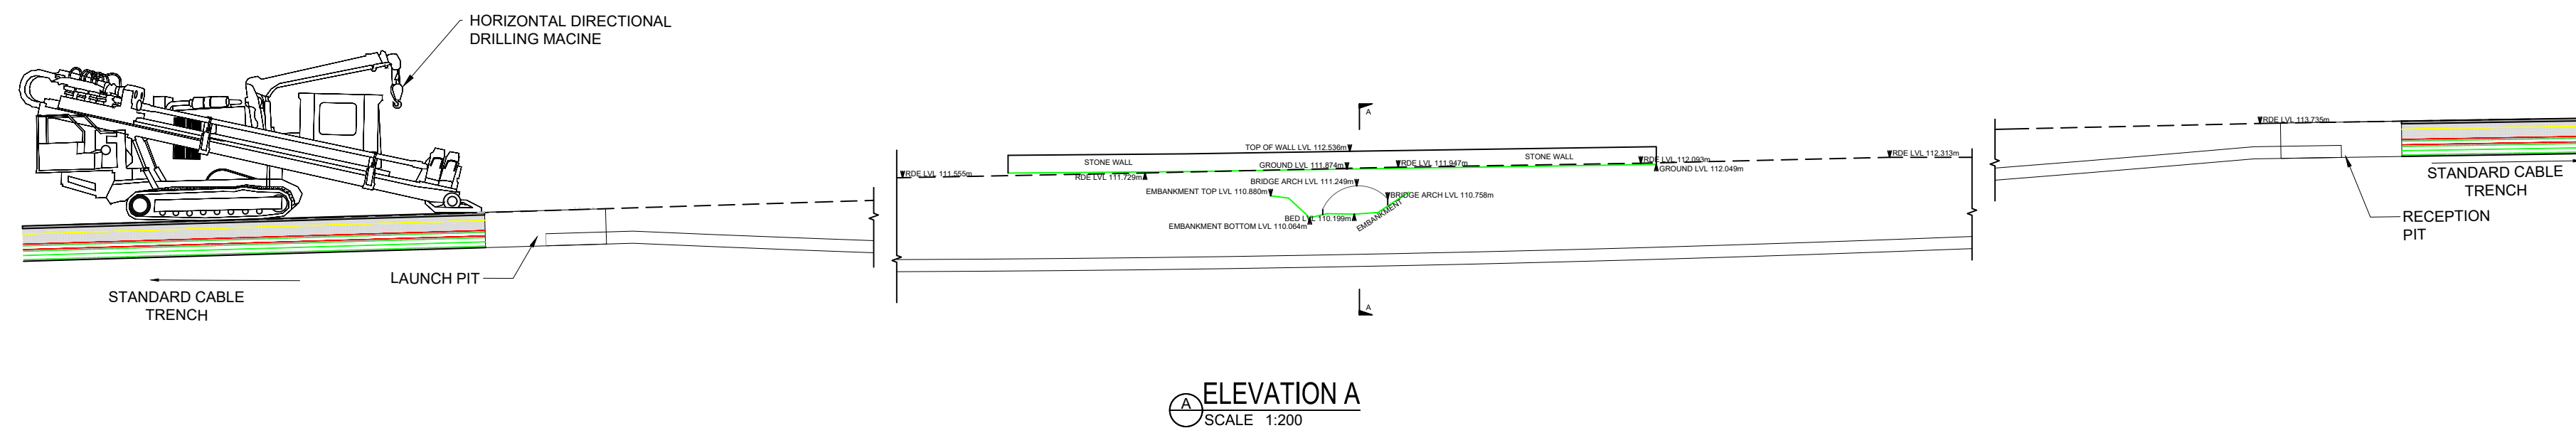 HORIZONTAL DIRECTIONAL
DRILLING MACINE
A
TOP OF WALL LVL 112.536m
STONE WALL
STONE WALL
GROUND LVL 111.874m
RDE LVL 111.947m
RDE LVL 112.093m
GROUND LVL 112.049m
RDE LVL 112.313m
RDE LVL 113.735m
RDE LVL 111.555m
RDE LVL 111.729m
BRIDGE ARCH LVL 111.249m
EMBANKMENT TOP LVL 110.880m
BRIDGE ARCH LVL 110.758m
BED LVL 110.199m
EMBANKMENT
EMBANKMENT BOTTOM LVL 110.064m
STANDARD CABLE
TRENCH
RECEPTION
PIT
LAUNCH PIT
STANDARD CABLE
TRENCH
A
A
ELEVATION A
SCALE 1:200